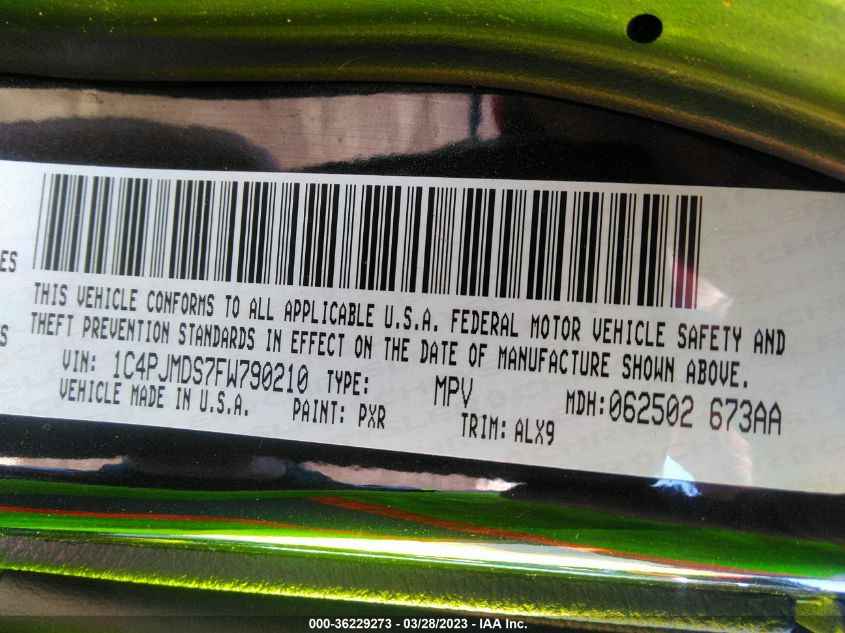 ES
THIS VEHICLE CONFORMS TO ALL APPLICABLE U.S.A. FEDERAL MOTOR VEHICLE SAFETY AND
S
THEFT PREVENTION STANDARDS IN EFFECT ON THE DATE OF MANUFACTURE SHOWN ABOVE.
VIN: 1C4PJMDS7FW790210 TYPE: MPV MDH:062502 673AA
VEHICLE MADE IN U.S.A. PAINT: PXR TRIM: ALX9
CHRYSLER
000-36229273 - 03/28/2023 - IAA Inc.